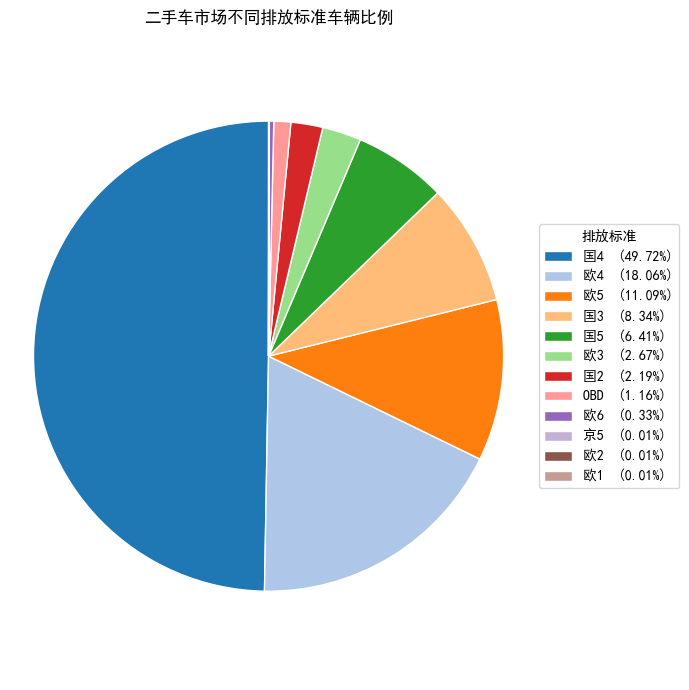 二手车市场不同排放标准车辆比例
排放标准
国4 (49.72%)
欧4 (18.06%)
欧5 (11.09%)
国3 (8.34%)
国5 (6.41%)
欧3 (2.67%)
国2 (2.19%)
OBD (1.16%)
欧6 (0.33%)
京5 (0.01%)
欧2 (0.01%)
欧1 (0.01%)